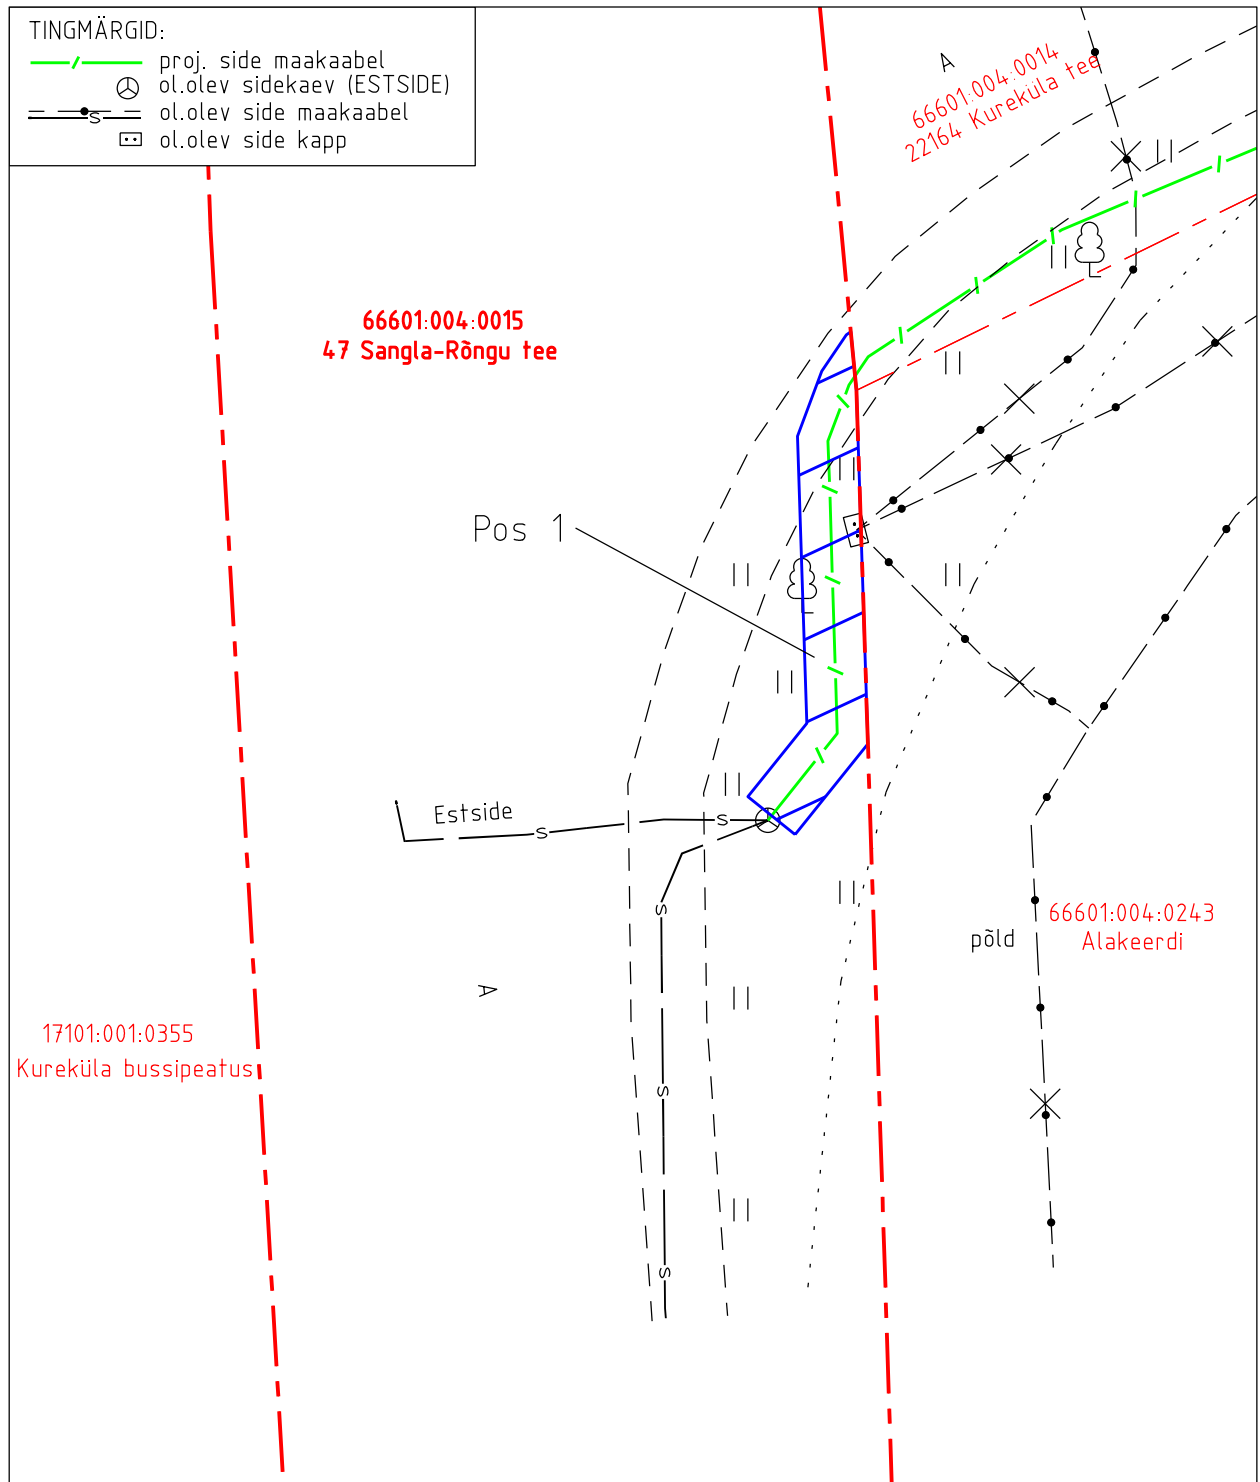 TINGMÄRGID:
proj. side maakaabel
ol.olev sidekaev (ESTSIDE)
S
ol.olev side maakaabel
ol.olev side kapp
A
66601:004:0014
22164 Kureküla tee
66601:004:0015
47 Sangla-Rõngu tee
Pos 1
Estside
S
S
S
66601:004:0243
Alakeerdi
põld
A
17101:001:0355
Kureküla bussipeatus
S
S